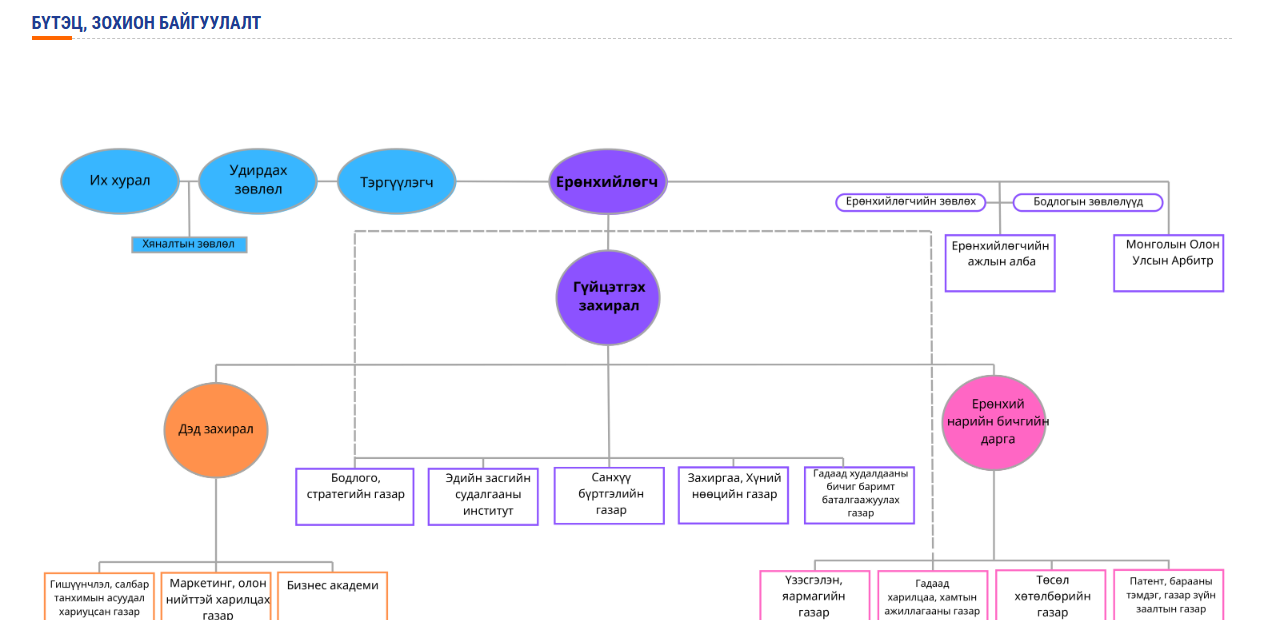 БҮТЭЦ, ЗОХИОН БАЙГУУЛАЛТ
Их хурал
Удирдах
зөвлөл
Тэргүүлэгч
Ерөнхийлөгч
Ерөнхийлөгчийн зөвлөх
Бодлогын зөвлөлүүд
Хяналтын зөвлөл
Ерөнхийлөгчийн
ажлын алба
Монголын Олон
Улсын Арбитр
Гүйцэтгэх
захирал
Дэд захирал
Ерөнхий
нарийн бичгийн
дарга
Бодлого,
стратегийн газар
Эдийн засгийн
судалгааны
институт
Санхүү
бүртгэлийн
газар
Захиргаа, Хүний
нөөцийн газар
Гадаад худалдааны
бичиг баримт
баталгаажуулах
газар
Гишүүнчлэл, салбар
танхимын асуудал
хариуцсан газар
Маркетинг, олон
нийттэй харилцах
газар
Бизнес академи
Үзэсгэлэн,
яармагийн
газар
Гадаад
харилцаа, хамтын
ажиллагааны газар
Төсөл
хөтөлбөрийн
газар
Патент, барааны
тэмдэг, газар зүйн
заалтын газар